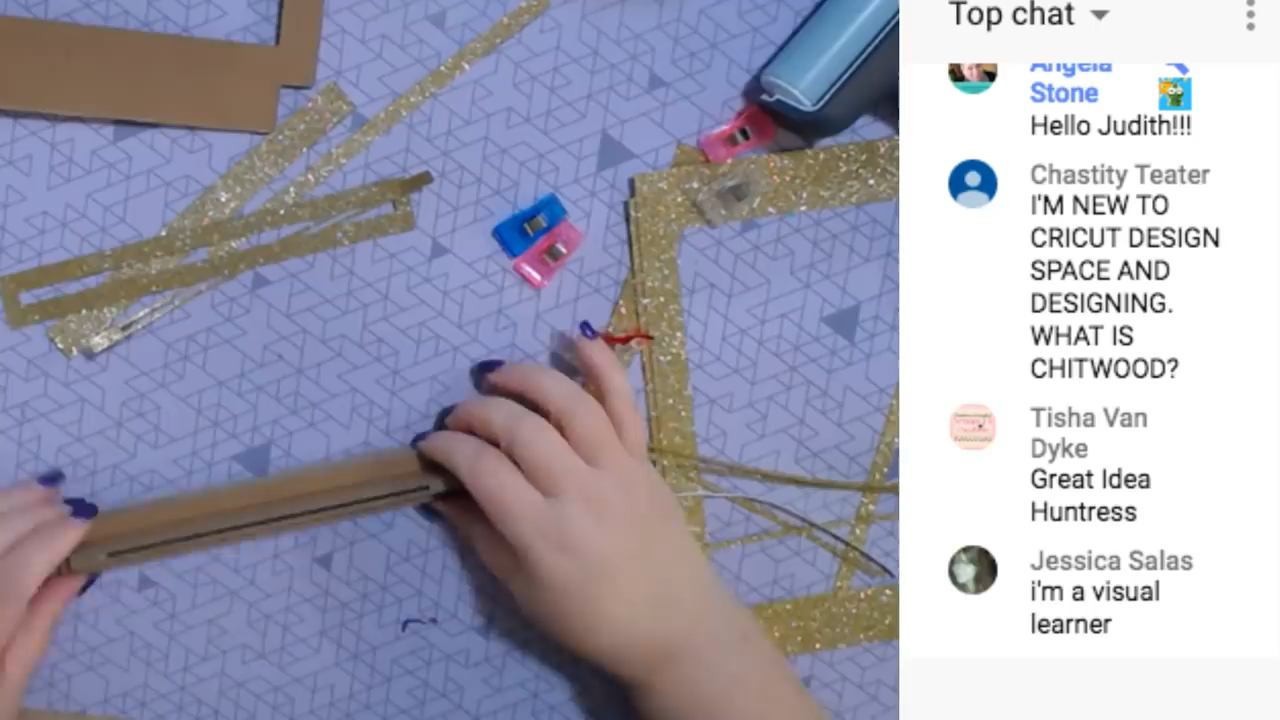 Top chat
Angela
Stone
Hello Judith!!!
Chastity Teater
I'M NEW TO
CRICUT DESIGN
SPACE AND
DESIGNING.
WHAT IS
CHITWOOD?
Tisha Van
Dyke
Great Idea
Huntress
Jessica Salas
i'm a visual
learner